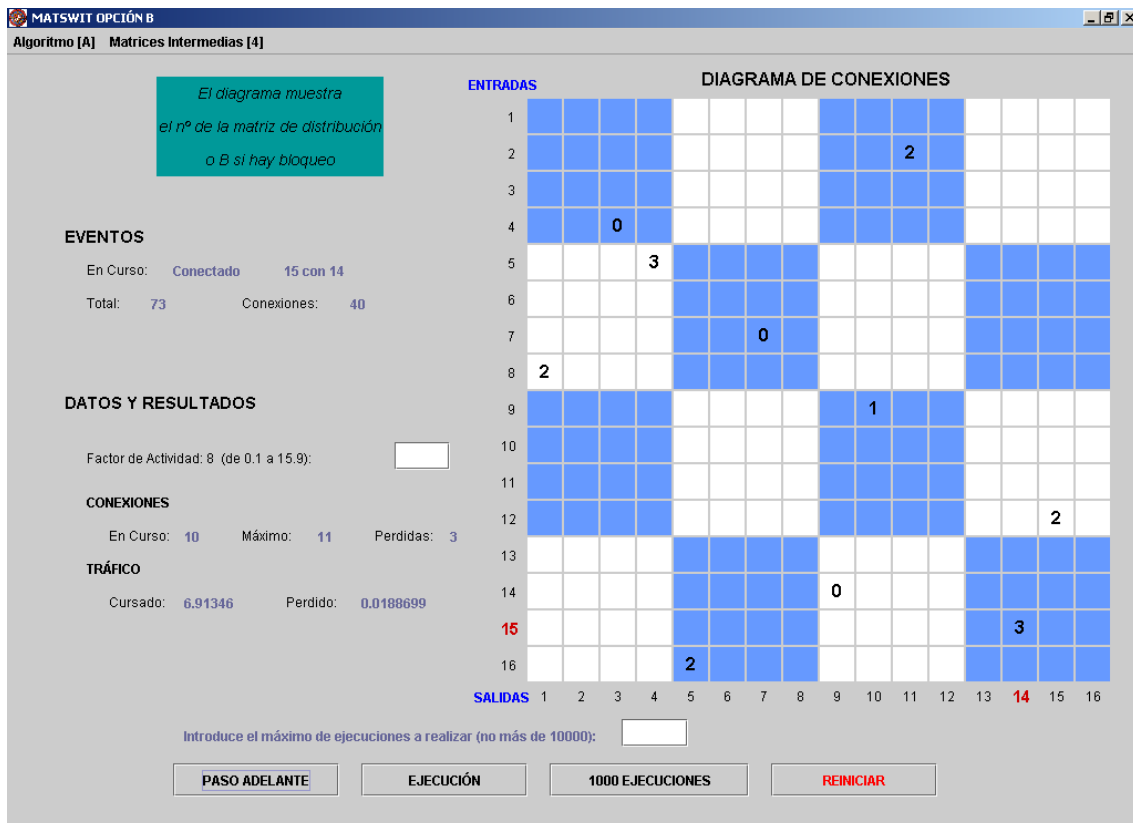 MATSWIT OPCIÓN B
Algoritmo [A] Matrices Intermedias [4]
El diagrama muestra
el nº de la matriz de distribución
o B si hay bloqueo
EVENTOS
En Curso: Conectado 15 con 14
Total: 73 Conexiones: 40
DATOS Y RESULTADOS
Factor de Actividad: 8 (de 0.1 a 15.9):
CONEXIONES
En Curso: 10 Máximo: 11 Perdidas: 3
TRÁFICO
Cursado: 6.91346 Perdido: 0.0188699
DIAGRAMA DE CONEXIONES
ENTRADAS
1
2 2
3
4 0
5 3
6
7 0
8 2
9 1
10
11
12 2
13
14 0
15 3
16 2
SALIDAS 1 2 3 4 5 6 7 8 9 10 11 12 13 14 15 16
Introduce el máximo de ejecuciones a realizar (no más de 10000):
PASO ADELANTE EJECUCIÓN 1000 EJECUCIONES REINICIAR